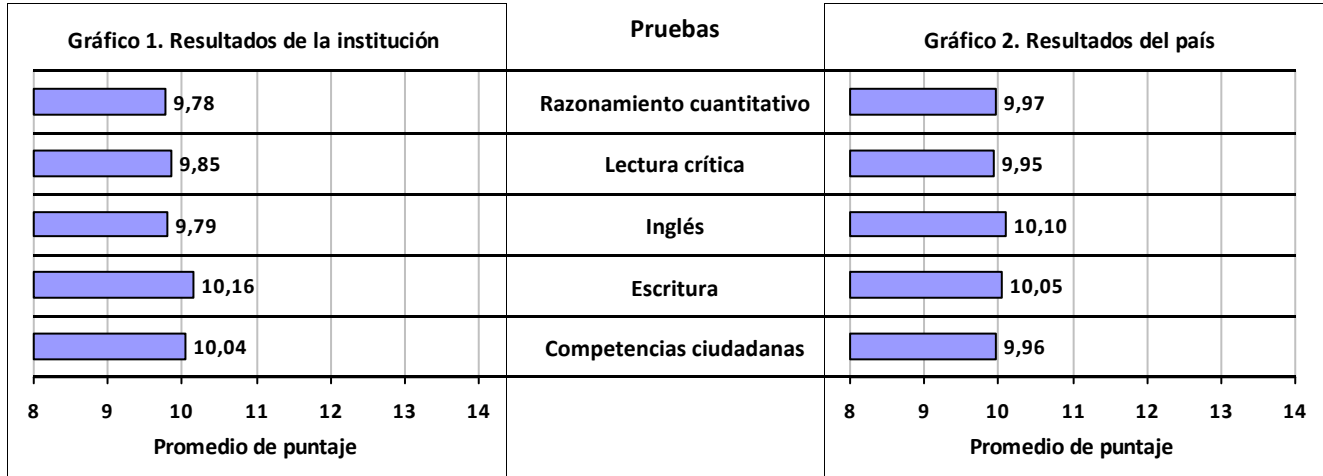 Gráfico 1. Resultados de la institución
Pruebas
Gráfico 2. Resultados del país
9,78
Razonamiento cuantitativo
9,97
9,85
Lectura crítica
9,95
9,79
Inglés
10,10
10,16
Escritura
10,05
10,04
Competencias ciudadanas
9,96
8 9 10 11 12 13 14
8 9 10 11 12 13 14
Promedio de puntaje
Promedio de puntaje